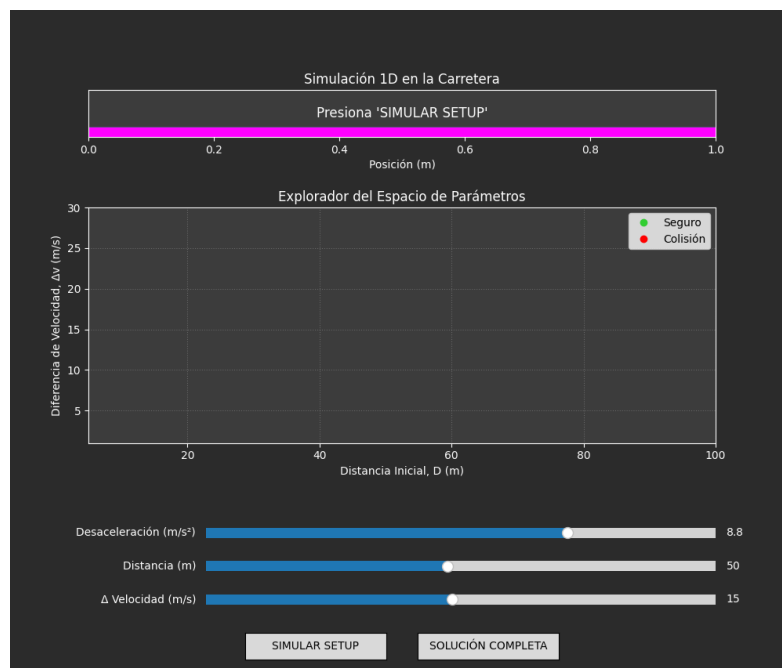 Simulación 1D en la Carretera
Presiona 'SIMULAR SETUP'
0.0 0.2 0.4 0.6 0.8 1.0
Posición (m)
Explorador del Espacio de Parámetros
Diferencia de Velocidad, Δv (m/s)
30
25
20
15
10
5
Seguro
Colisión
20 40 60 80 100
Distancia Inicial, D (m)
Desaceleración (m/s²) 8.8
Distancia (m) 50
Δ Velocidad (m/s) 15
SIMULAR SETUP SOLUCIÓN COMPLETA